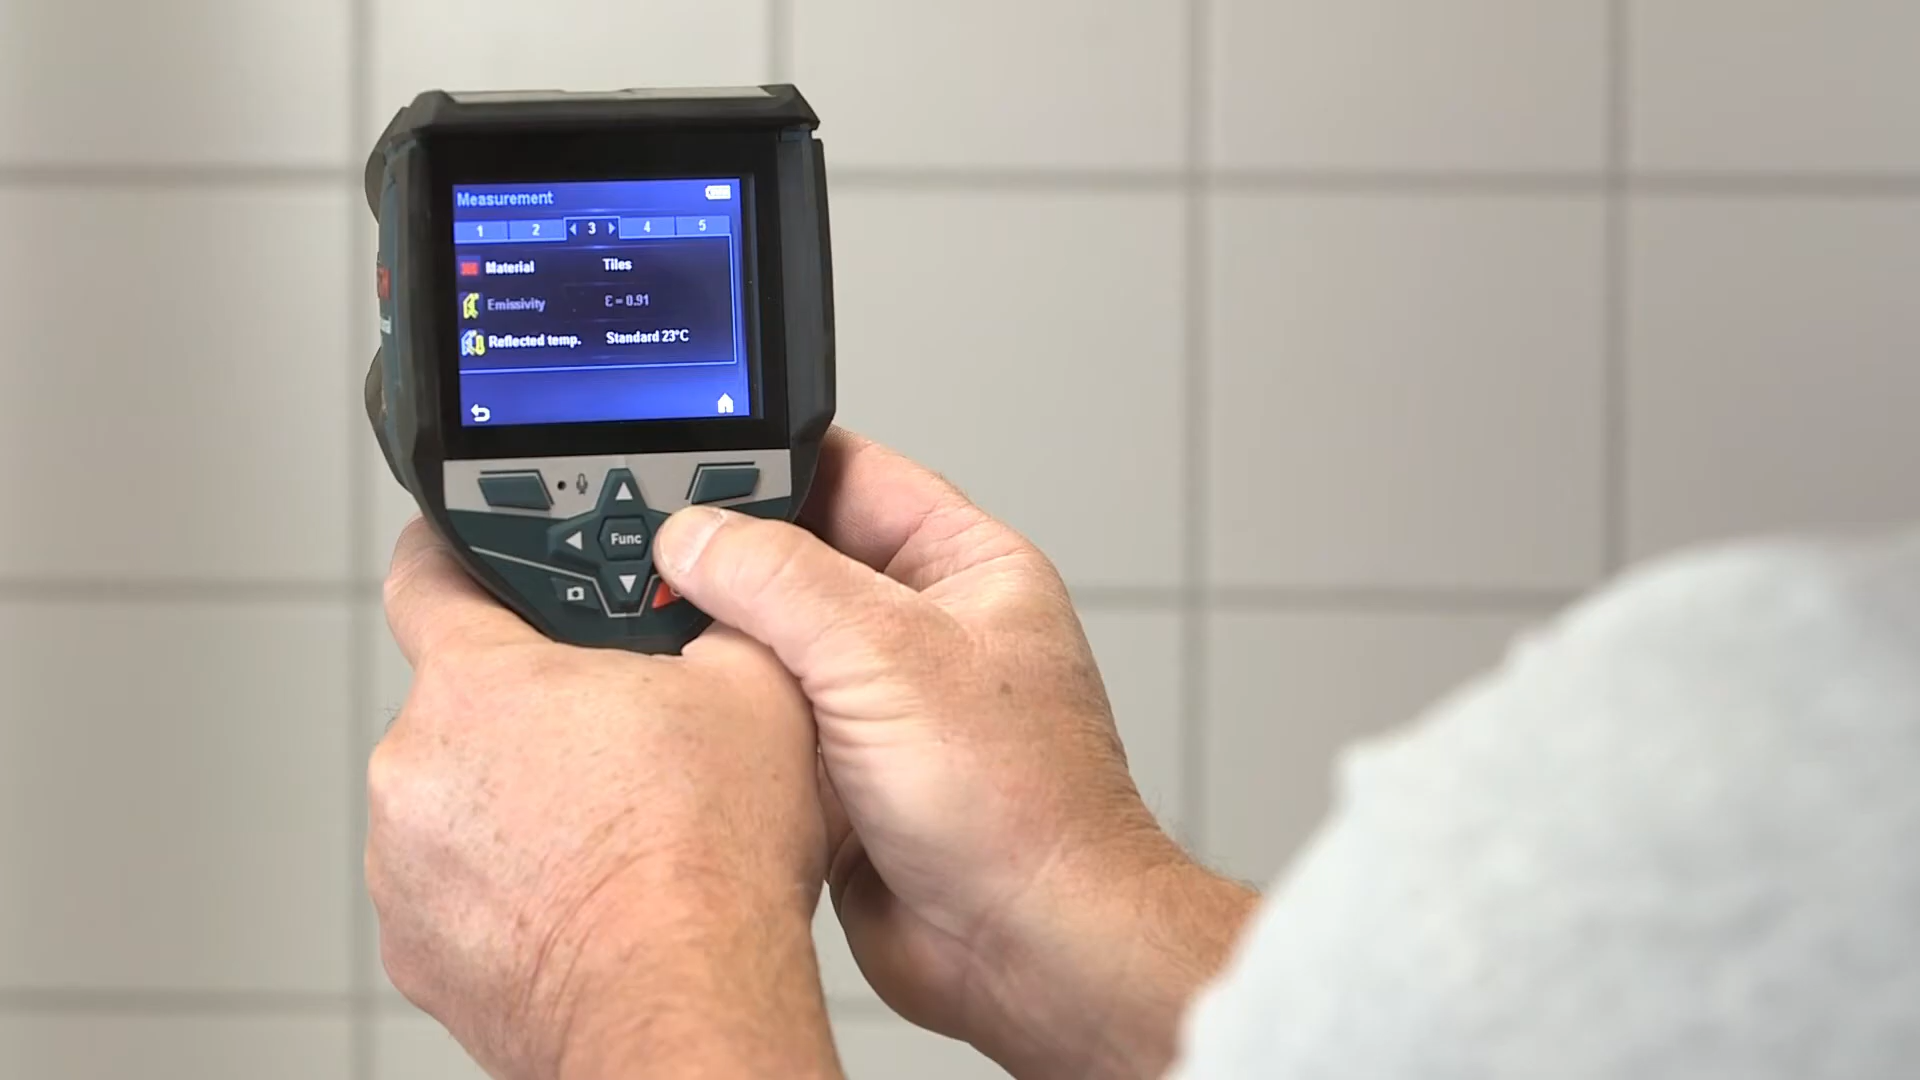 Measurement
1 2 3 4 5
Material Tiles
Emissivity Ɛ = 0.91
Reflected temp. Standard 23°C
Func